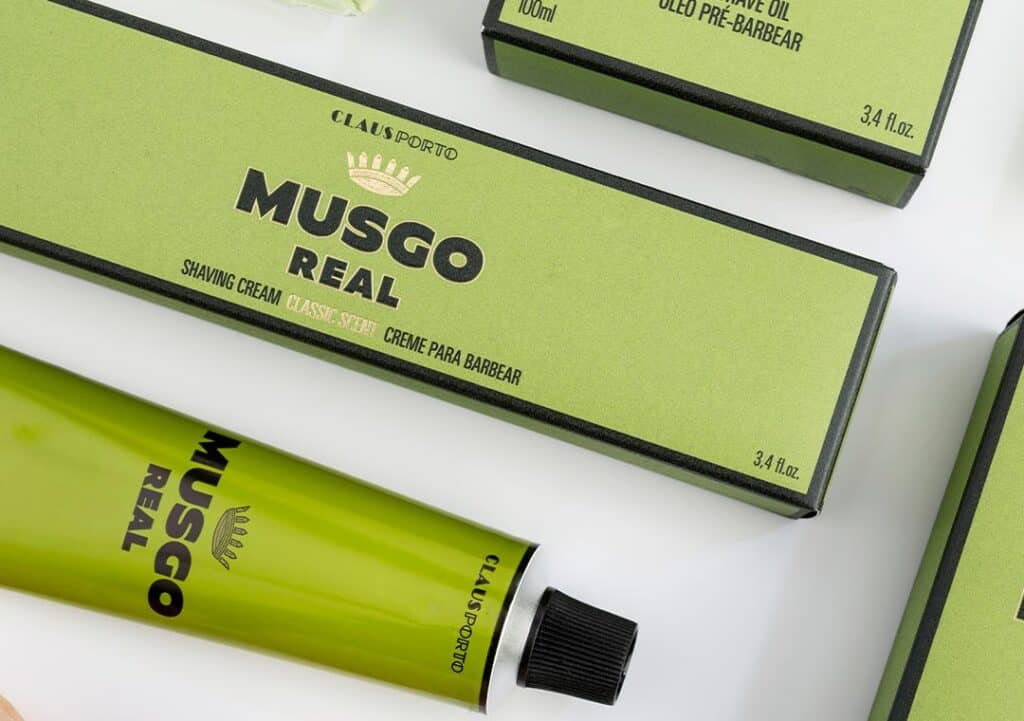 OIL
100ml
ÓLEO PRÉ-BARBEAR
3,4 fl.oz.
CLAUS PORTO
MUSGO
REAL
SHAVING CREAM CLASSIC SCENT CREME PARA BARBEAR
3,4 fl.oz.
MUSGO
REAL
CLAUS PORTO